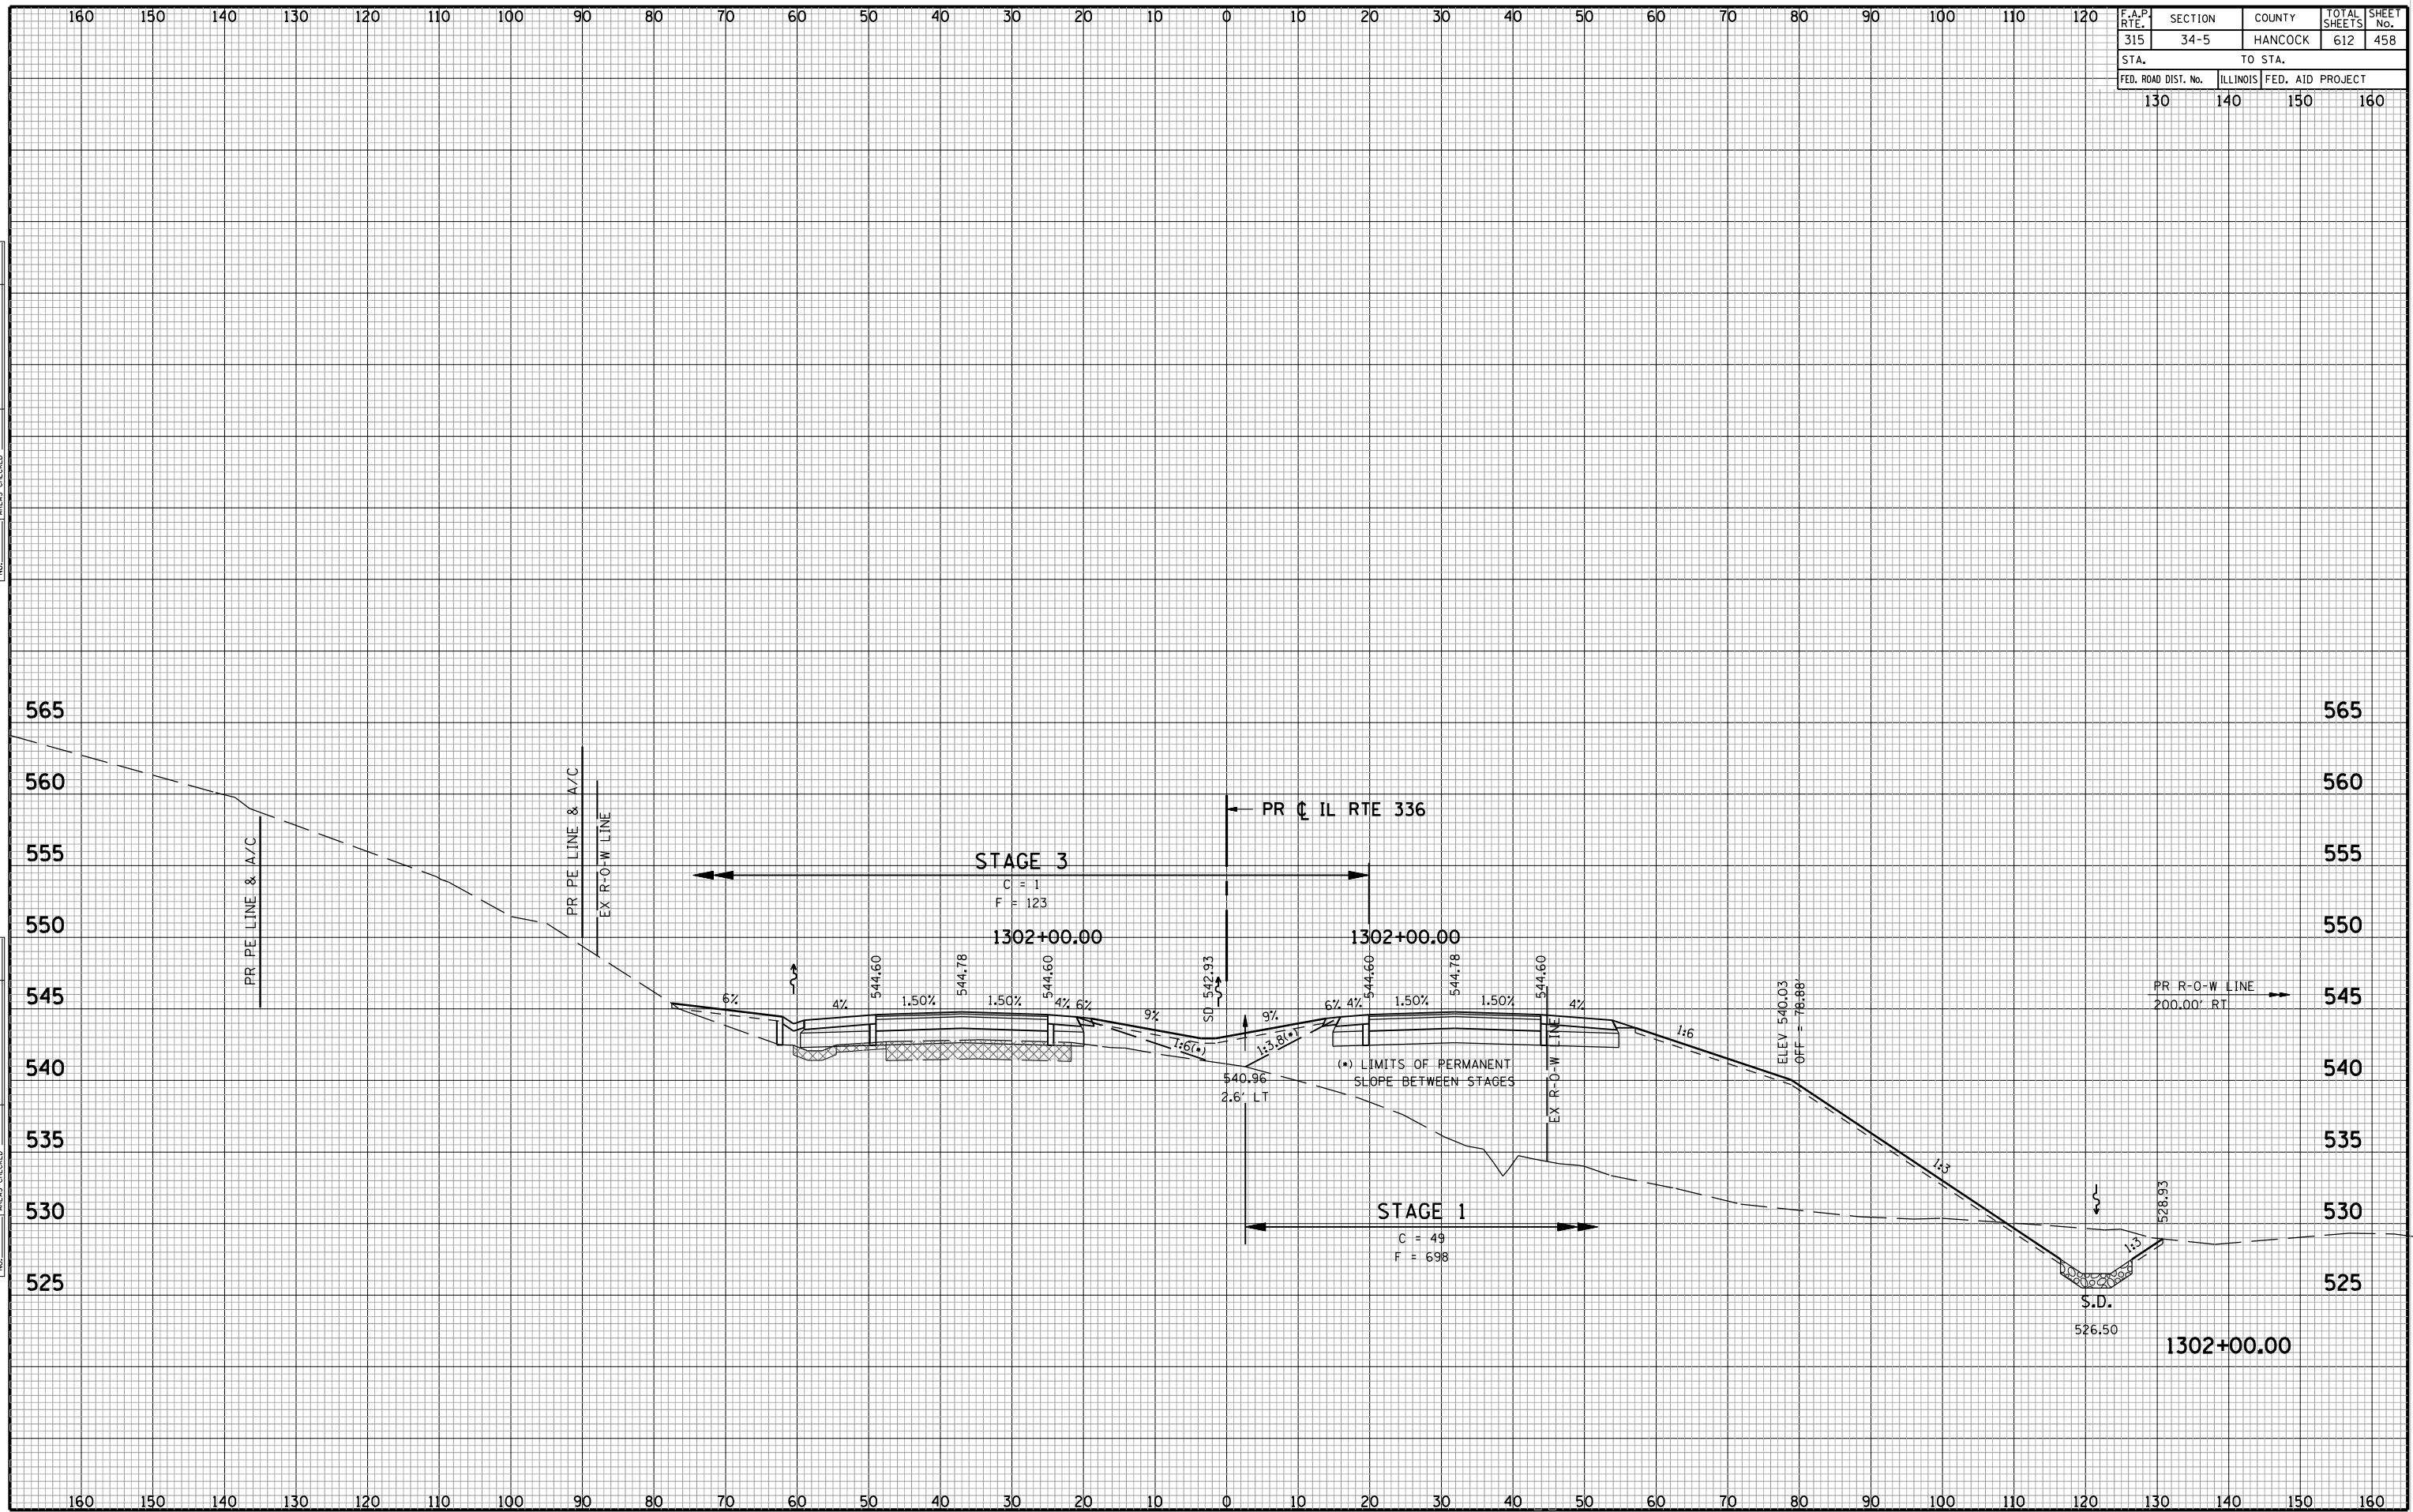 160 150 140 130 120 110 100 90 80 70 60 50 40 30 20 10 0 10 20 30 40 50 60 70 80 90 100 110 120
F.A.P. RTE. SECTION COUNTY TOTAL SHEETS SHEET No.
315 34-5 HANCOCK 612 458
STA. TO STA.
FED. ROAD DIST. No. ILLINOIS FED. AID PROJECT
130 140 150 160
565 565
560 560
555 555
550 550
545 545
540 540
535 535
530 530
525 525
PR PE LINE & A/C
PR PE LINE & A/C
EX R-O-W LINE
PR ℄ IL RTE 336
STAGE 3
C = 1
F = 123
1302+00.00 1302+00.00
544.60 544.78 544.60 SD 542.93 544.60 544.78 544.60
6% 4% 1.50% 1.50% 4% 6% 9% 9% 6% 4% 1.50% 1.50% 4%
1:6(•) 1:3.8(•)
(•) LIMITS OF PERMANENT
SLOPE BETWEEN STAGES
540.96
2.6' LT
EX R-O-W LINE
1:6
ELEV 540.03
OFF = 78.88'
PR R-O-W LINE
200.00' RT
1:3
STAGE 1
C = 49
F = 698
528.93
1:3
S.D.
526.50
1302+00.00
160 150 140 130 120 110 100 90 80 70 60 50 40 30 20 10 0 10 20 30 40 50 60 70 80 90 100 110 120 130 140 150 160